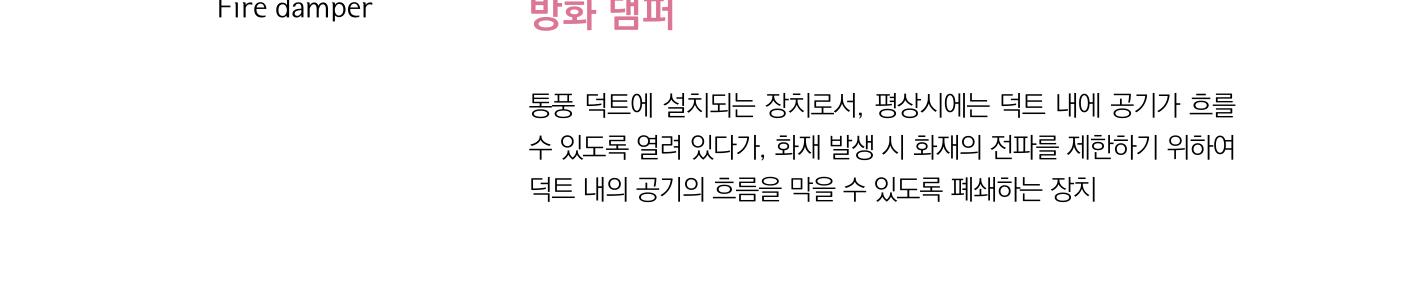 Fire damper
방화 댐퍼
통풍 덕트에 설치되는 장치로서, 평상시에는 덕트 내에 공기가 흐를
수 있도록 열려 있다가, 화재 발생 시 화재의 전파를 제한하기 위하여
덕트 내의 공기의 흐름을 막을 수 있도록 폐쇄하는 장치